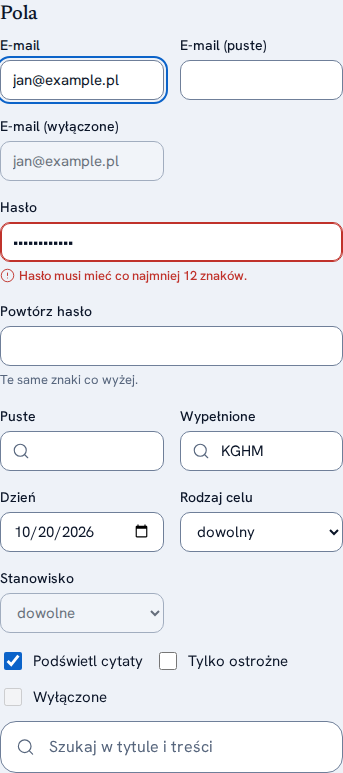 Pola
E-mail
E-mail (puste)
jan@example.pl
E-mail (wyłączone)
jan@example.pl
Hasło
••••••••••••
Hasło musi mieć co najmniej 12 znaków.
Powtórz hasło
Te same znaki co wyżej.
Puste
Wypełnione
KGHM
Dzień
Rodzaj celu
10/20/2026
dowolny
Stanowisko
dowolne
Podświetl cytaty
Tylko ostrożne
Wyłączone
Szukaj w tytule i treści